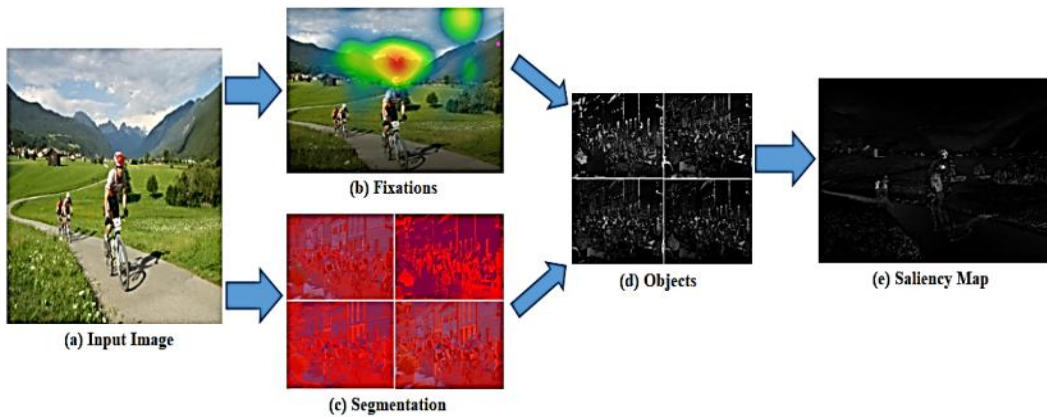 (a) Input Image
(b) Fixations
(c) Segmentation
(d) Objects
(e) Saliency Map